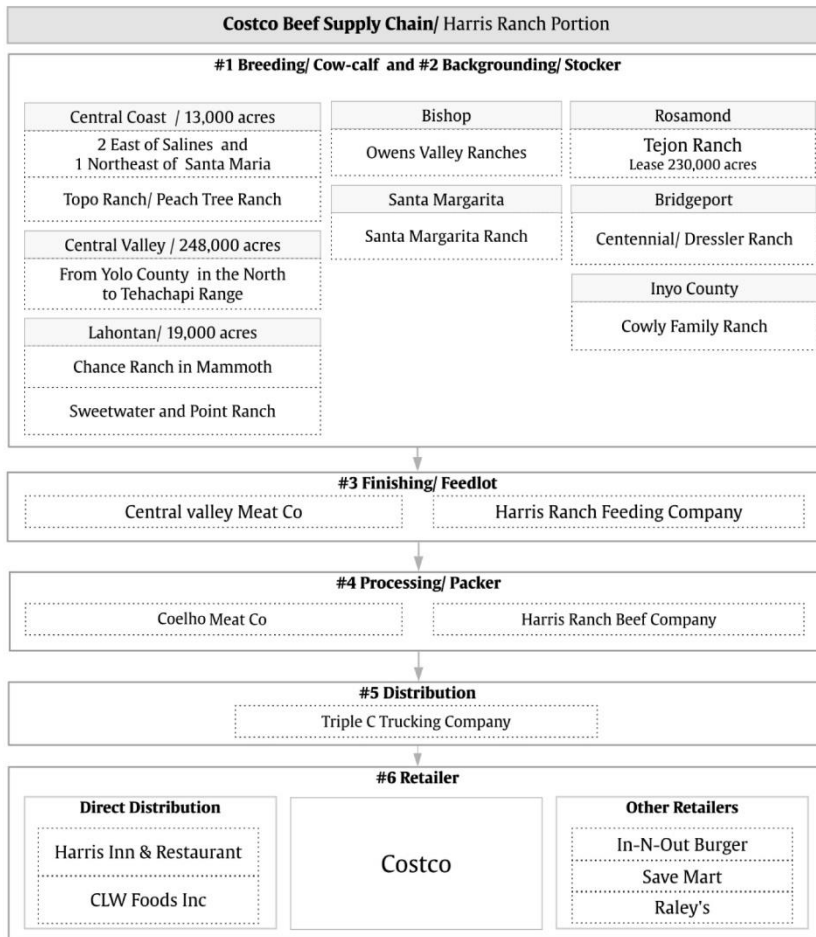 Costco Beef Supply Chain/ Harris Ranch Portion
#1 Breeding/ Cow-calf and #2 Backgrounding/ Stocker
Central Coast / 13,000 acres
2 East of Salines and
1 Northeast of Santa Maria
Topo Ranch/ Peach Tree Ranch
Central Valley / 248,000 acres
From Yolo County in the North
to Tehachapi Range
Lahontan/ 19,000 acres
Chance Ranch in Mammoth
Sweetwater and Point Ranch
Bishop
Owens Valley Ranches
Santa Margarita
Santa Margarita Ranch
Rosamond
Tejon Ranch
Lease 230,000 acres
Bridgeport
Centennial/ Dressler Ranch
Inyo County
Cowly Family Ranch
#3 Finishing/ Feedlot
Central valley Meat Co
Harris Ranch Feeding Company
#4 Processing/ Packer
Coelho Meat Co
Harris Ranch Beef Company
#5 Distribution
Triple C Trucking Company
#6 Retailer
Direct Distribution
Harris Inn & Restaurant
CLW Foods Inc
Costco
Other Retailers
In-N-Out Burger
Save Mart
Raley's